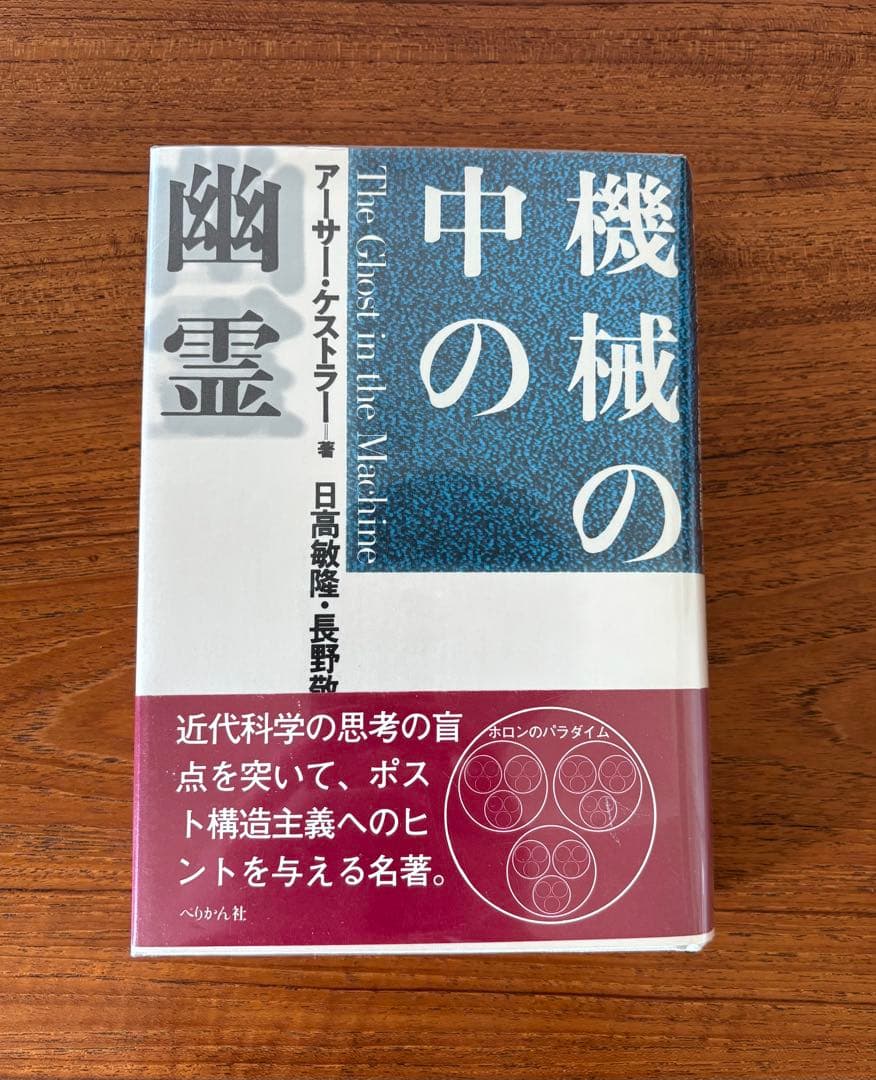 機械の
中の
幽霊
The Ghost in the Machine
アーサー・ケストラー=著
日高敏隆・長野敬
近代科学の思考の盲
点を突いて、ポス
ト構造主義へのヒ
ントを与える名著。
ホロンのパラダイム
ぺりかん社